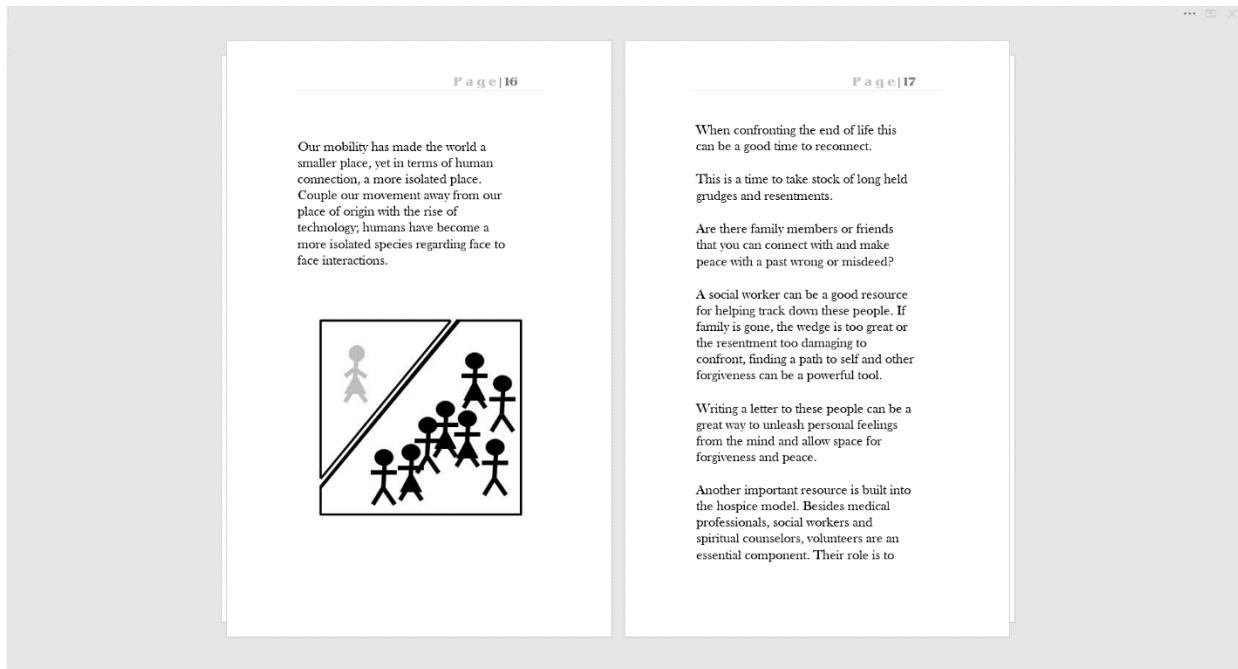 Page|16
Our mobility has made the world a
smaller place, yet in terms of human
connection, a more isolated place.
Couple our movement away from our
place of origin with the rise of
technology; humans have become a
more isolated species regarding face to
face interactions.
Page|17
When confronting the end of life this
can be a good time to reconnect.
This is a time to take stock of long held
grudges and resentments.
Are there family members or friends
that you can connect with and make
peace with a past wrong or misdeed?
A social worker can be a good resource
for helping track down these people. If
family is gone, the wedge is too great or
the resentment too damaging to
confront, finding a path to self and other
forgiveness can be a powerful tool.
Writing a letter to these people can be a
great way to unleash personal feelings
from the mind and allow space for
forgiveness and peace.
Another important resource is built into
the hospice model. Besides medical
professionals, social workers and
spiritual counselors, volunteers are an
essential component. Their role is to